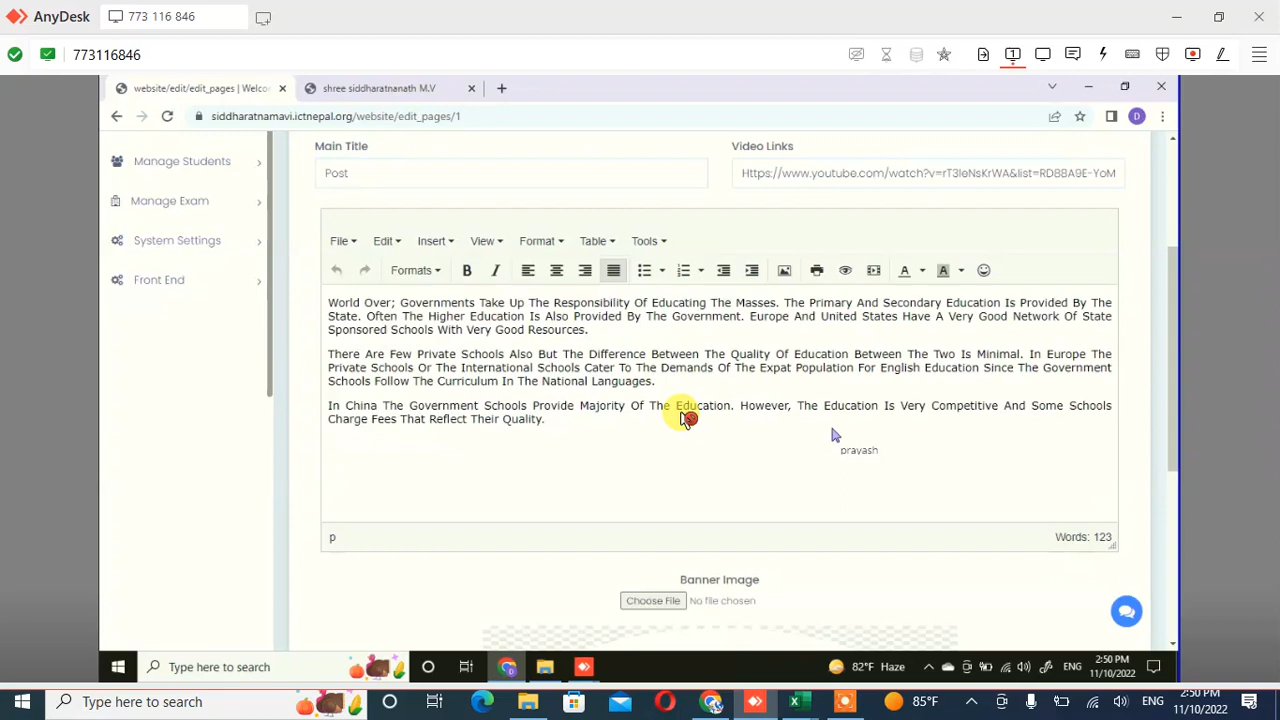 AnyDesk
773 116 846
773116846
website/edit/edit_pages | Welco
shree siddharatnanath M.V
siddharatnamavi.ictnepal.org/website/edit_pages/1
D
Manage Students
Manage Exam
System Settings
Front End
Main Title
Video Links
Post
Https://www.youtube.com/watch?v=rT3IeNsKrWA&list=RDB8A9E-YoM
File
Edit
Insert
View
Format
Table
Tools
Formats
B
I
A
A
World Over; Governments Take Up The Responsibility Of Educating The Masses. The Primary And Secondary Education Is Provided By The
State. Often The Higher Education Is Also Provided By The Government. Europe And United States Have A Very Good Network Of State
Sponsored Schools With Very Good Resources.
There Are Few Private Schools Also But The Difference Between The Quality Of Education Between The Two Is Minimal. In Europe The
Private Schools Or The International Schools Cater To The Demands Of The Expat Population For English Education Since The Government
Schools Follow The Curriculum In The National Languages.
In China The Government Schools Provide Majority Of The Education. However, The Education Is Very Competitive And Some Schools
Charge Fees That Reflect Their Quality.
pravash
p
Words: 123
Banner Image
Choose File No file chosen
Type here to search
82°F Haze
ENG
2:50 PM
11/10/2022
Type here to search
85°F
ENG
2:50 PM
11/10/2022